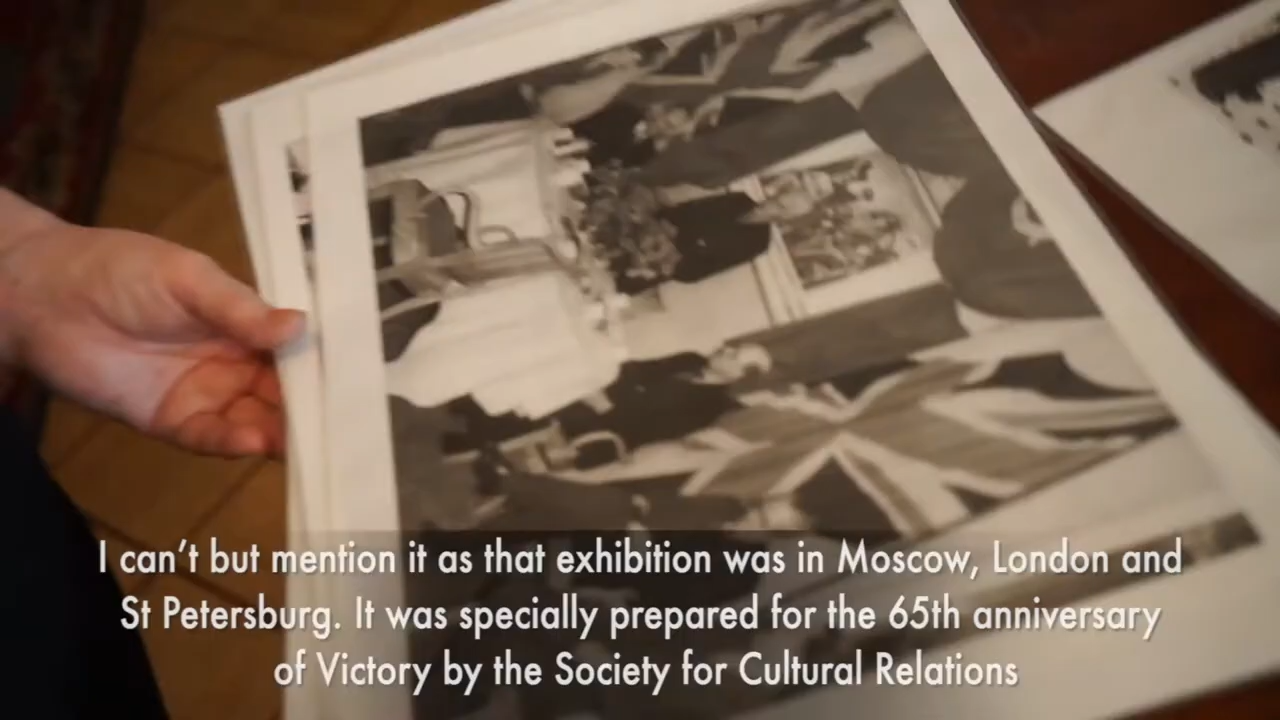 I can't but mention it as that exhibition was in Moscow, London and
St Petersburg. It was specially prepared for the 65th anniversary
of Victory by the Society for Cultural Relations